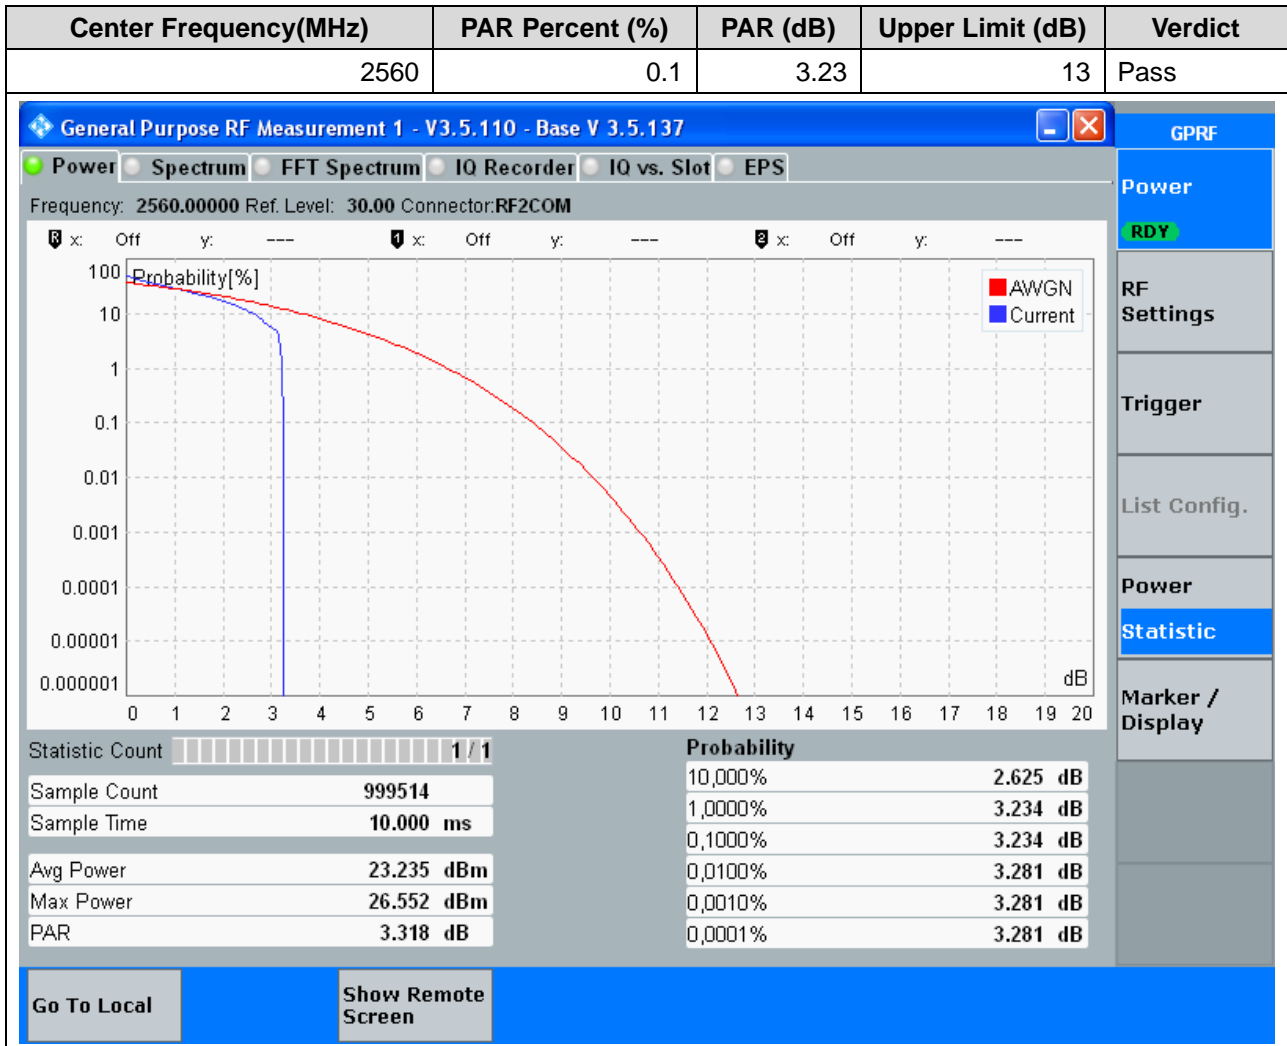 Center Frequency(MHz) PAR Percent (%) PAR (dB) Upper Limit (dB) Verdict
2560 0.1 3.23 13 Pass
General Purpose RF Measurement 1 - V3.5.110 - Base V 3.5.137
GPRF
Power Spectrum FFT Spectrum IQ Recorder IQ vs. Slot EPS
Frequency: 2560.00000 Ref. Level: 30.00 Connector:RF2COM
R x: Off y: --- 1 x: Off y: --- 2 x: Off y: ---
Probability[%]
AWGN
Current
100
10
1
0.1
0.01
0.001
0.0001
0.00001
0.000001
dB
0 1 2 3 4 5 6 7 8 9 10 11 12 13 14 15 16 17 18 19 20
Statistic Count 1 / 1
Sample Count 999514
Sample Time 10.000 ms
Avg Power 23.235 dBm
Max Power 26.552 dBm
PAR 3.318 dB
Probability
10,000% 2.625 dB
1,0000% 3.234 dB
0,1000% 3.234 dB
0,0100% 3.281 dB
0,0010% 3.281 dB
0,0001% 3.281 dB
Power
RDY
RF
Settings
Trigger
List Config.
Power
Statistic
Marker /
Display
Go To Local
Show Remote
Screen